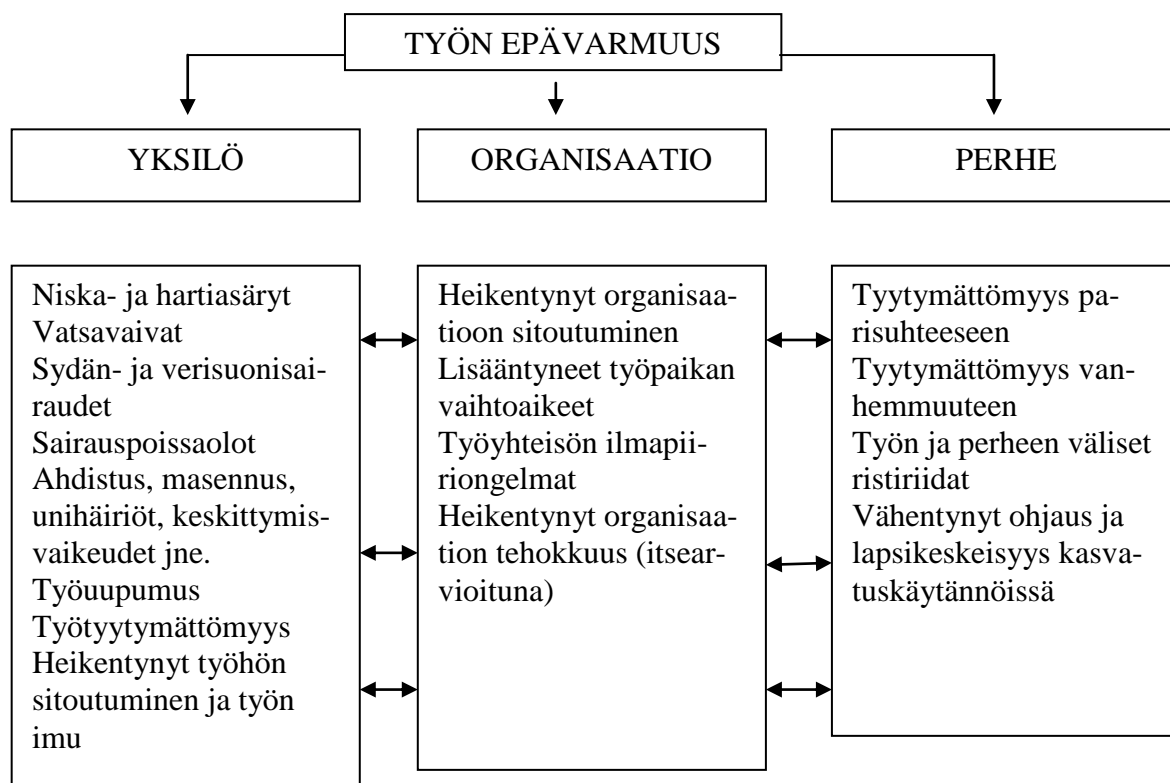 TYÖN EPÄVARMUUS
YKSILÖ
ORGANISAATIO
PERHE
Niska- ja hartiasäryt
Vatsavaivat
Sydän- ja verisuonisai-
raudet
Sairauspoissaolot
Ahdistus, masennus,
unihäiriöt, keskittymis-
vaikeudet jne.
Työuupumus
Työtyytymättömyys
Heikentynyt työhön
sitoutuminen ja työn
imu
Heikentynyt organisaa-
tioon sitoutuminen
Lisääntyneet työpaikan
vaihtoaikeet
Työyhteisön ilmapii-
riongelmat
Heikentynyt organisaa-
tion tehokkuus (itsear-
vioituna)
Tyytymättömyys pa-
risuhteeseen
Tyytymättömyys van-
hemmuuteen
Työn ja perheen väliset
ristiriidat
Vähentynyt ohjaus ja
lapsikeskeisyys kasva-
tuskäytännöissä